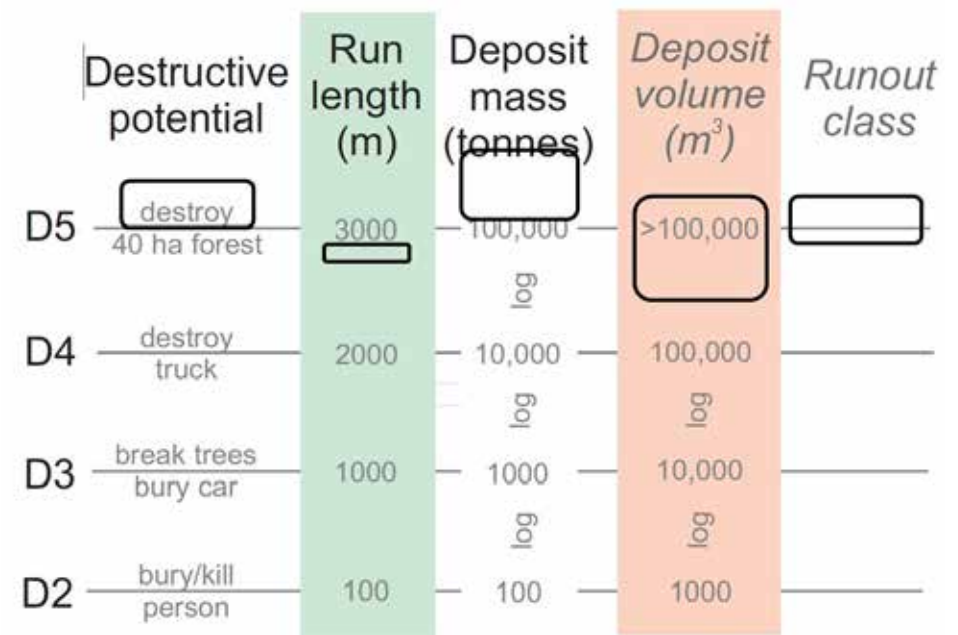 Destructive potential
Run length (m)
Deposit mass (tonnes)
Deposit volume (m³)
Runout class
D5 destroy 40 ha forest 3000 100,000 >100,000
log
D4 destroy truck 2000 10,000 100,000
log log
D3 break trees bury car 1000 1000 10,000
log log
D2 bury/kill person 100 100 1000